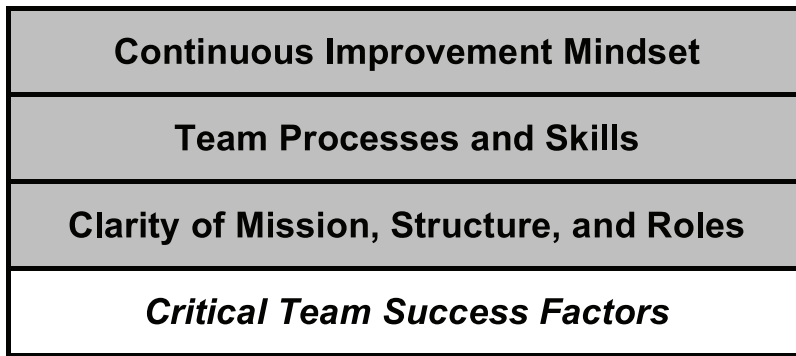 Continuous Improvement Mindset
Team Processes and Skills
Clarity of Mission, Structure, and Roles
Critical Team Success Factors